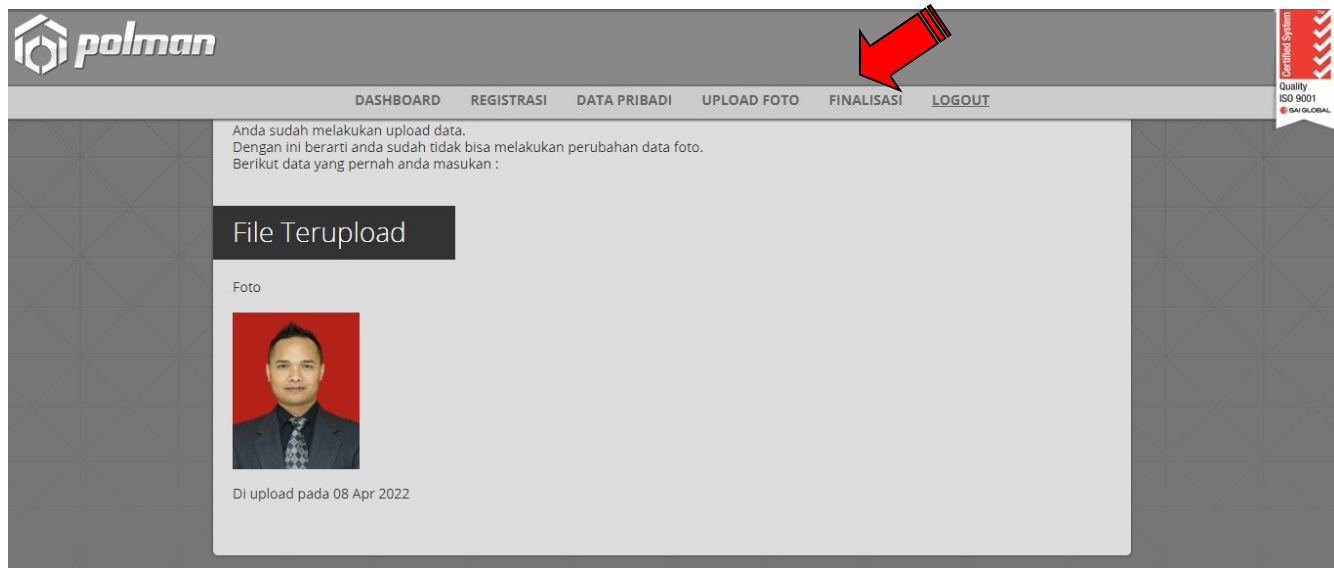 polman
Certified System
Quality
ISO 9001
SAI GLOBAL
DASHBOARD REGISTRASI DATA PRIBADI UPLOAD FOTO FINALISASI LOGOUT
Anda sudah melakukan upload data.
Dengan ini berarti anda sudah tidak bisa melakukan perubahan data foto.
Berikut data yang pernah anda masukan :
File Terupload
Foto
Di upload pada 08 Apr 2022